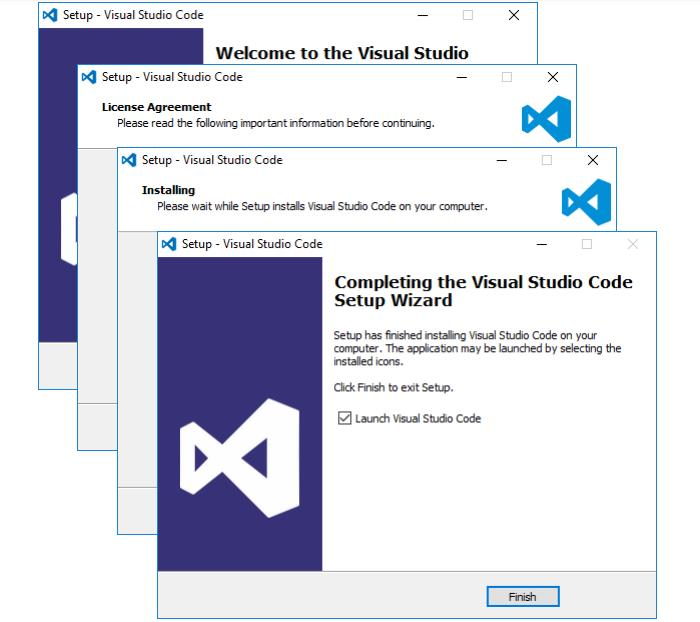 Setup - Visual Studio Code
Welcome to the Visual Studio
Setup - Visual Studio Code
License Agreement
Please read the following important information before continuing.
Setup - Visual Studio Code
Installing
Please wait while Setup installs Visual Studio Code on your computer.
Setup - Visual Studio Code
Completing the Visual Studio Code
Setup Wizard
Setup has finished installing Visual Studio Code on your
computer. The application may be launched by selecting the
installed icons.
Click Finish to exit Setup.
Launch Visual Studio Code
Finish